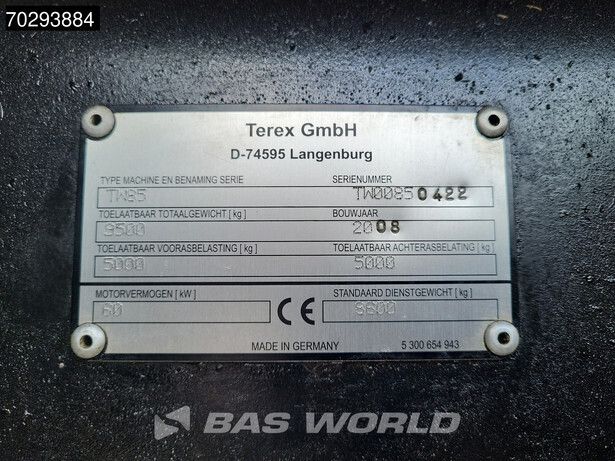 70293884
Terex GmbH
D-74595 Langenburg
TYPE MACHINE EN BENAMING SERIE
SERIENUMMER
TW85
TW00850422
TOELAATBAAR TOTAALGEWICHT [kg]
BOUWJAAR
9500
2008
TOELAATBAAR VOORASBELASTING [kg]
TOELAATBAAR ACHTERASBELATING [kg]
5000
5000
MOTORVERMOGEN [kW]
STANDAARD DIENSTGEWICHT [kg]
60
CE
8800
MADE IN GERMANY
5 300 654 943
BAS WORLD